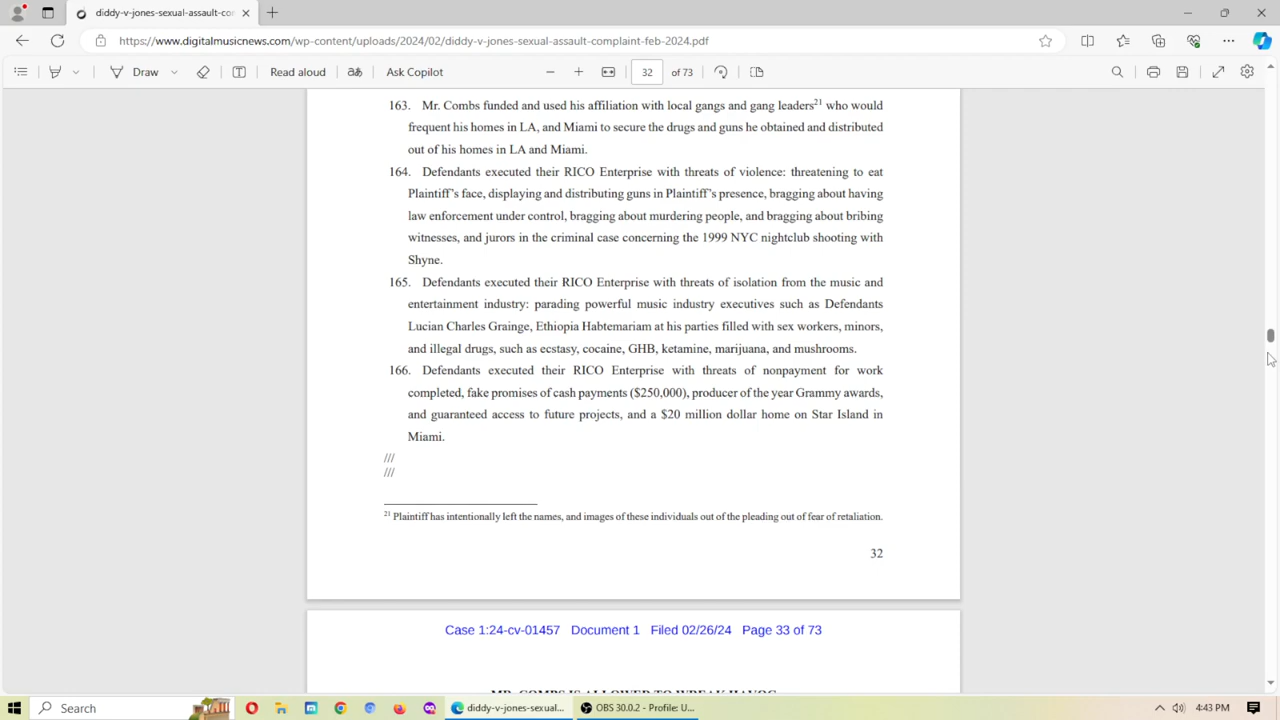 diddy-v-jones-sexual-assault-con
https://www.digitalmusicnews.com/wp-content/uploads/2024/02/diddy-v-jones-sexual-assault-complaint-feb-2024.pdf
Draw
Read aloud
Ask Copilot
32
of 73
163. Mr. Combs funded and used his affiliation with local gangs and gang leaders21 who would
frequent his homes in LA, and Miami to secure the drugs and guns he obtained and distributed
out of his homes in LA and Miami.
164. Defendants executed their RICO Enterprise with threats of violence: threatening to eat
Plaintiff's face, displaying and distributing guns in Plaintiff's presence, bragging about having
law enforcement under control, bragging about murdering people, and bragging about bribing
witnesses, and jurors in the criminal case concerning the 1999 NYC nightclub shooting with
Shyne.
165. Defendants executed their RICO Enterprise with threats of isolation from the music and
entertainment industry: parading powerful music industry executives such as Defendants
Lucian Charles Grainge, Ethiopia Habtemariam at his parties filled with sex workers, minors,
and illegal drugs, such as ecstasy, cocaine, GHB, ketamine, marijuana, and mushrooms.
166. Defendants executed their RICO Enterprise with threats of nonpayment for work
completed, fake promises of cash payments ($250,000), producer of the year Grammy awards,
and guaranteed access to future projects, and a $20 million dollar home on Star Island in
Miami.
///
///
21 Plaintiff has intentionally left the names, and images of these individuals out of the pleading out of fear of retaliation.
32
Case 1:24-cv-01457 Document 1 Filed 02/26/24 Page 33 of 73
MR. COMBS IS ALLOWED TO WREAK HAVOC
Search
diddy-v-jones-sexual...
OBS 30.0.2 - Profile: U...
4:43 PM